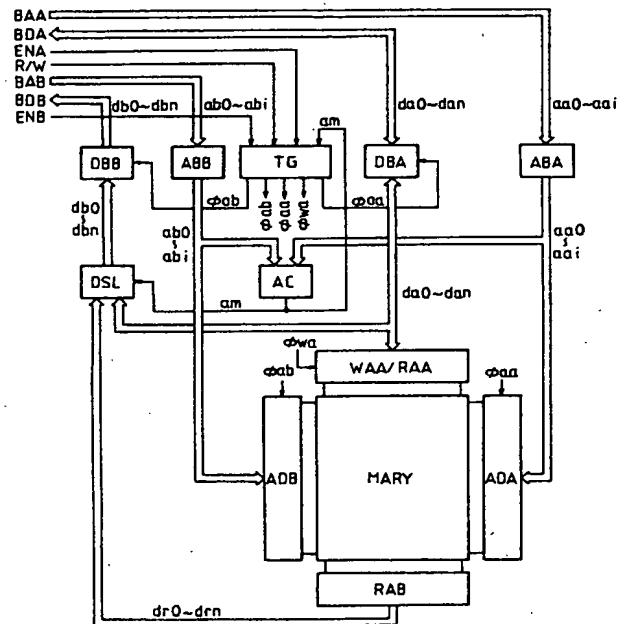 BAA
BDA
ENA
R/W
BAB
BDB
ENB
db0~dbn
ab0~abi
am
da0~dan
aa0~aai
DBB
ABB
TG
DBA
ABA
φab
φab
φaa
φwa
φaa
db0
~
dbn
ab0
~
abi
aa0
~
aai
DSL
AC
am
da0~dan
φwa
WAA/RAA
φab
φaa
ADB
MARY
ADA
RAB
dr0~drn